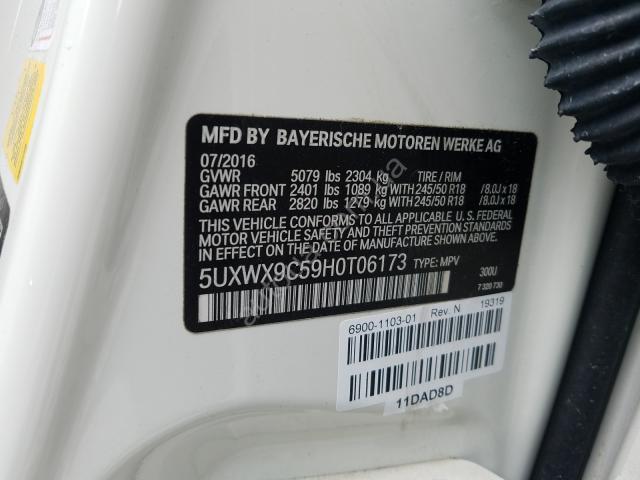 MFD BY BAYERISCHE MOTOREN WERKE AG
07/2016
GVWR 5079 lbs 2304 kg TIRE / RIM
GAWR FRONT 2401 lbs 1089 kg WITH 245/50 R18 /8.0J x 18
GAWR REAR 2820 lbs 1279 kg WITH 245/50 R18 /8.0J x 18
THIS VEHICLE CONFORMS TO ALL APPLICABLE U.S. FEDERAL
MOTOR VEHICLE SAFETY AND THEFT PREVENTION STANDARDS
IN EFFECT ON THE DATE OF MANUFACTURE SHOWN ABOVE.
5UXWX9C59H0T06173 TYPE: MPV 300U
7 320 730
6900-1103-01 Rev. N 19319
11DAD8D